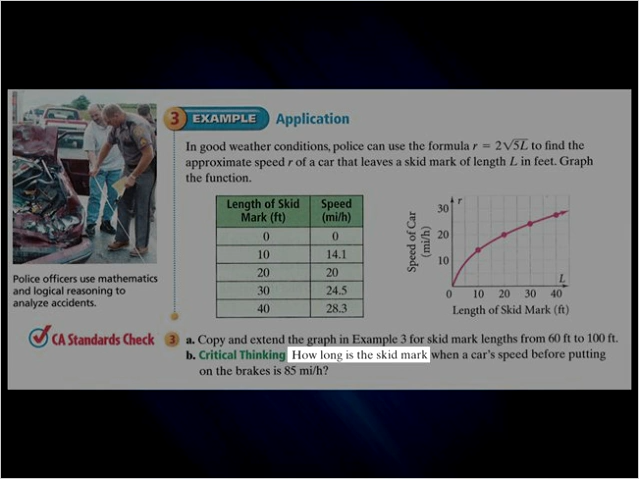 3 EXAMPLE Application
In good weather conditions, police can use the formula r = 2√5L to find the
approximate speed r of a car that leaves a skid mark of length L in feet. Graph
the function.
Length of Skid Mark (ft) Speed (mi/h)
0 0
10 14.1
20 20
30 24.5
40 28.3
Speed of Car
(mi/h)
r
30
20
10
0 10 20 30 40
L
Length of Skid Mark (ft)
Police officers use mathematics
and logical reasoning to
analyze accidents.
CA Standards Check 3 a. Copy and extend the graph in Example 3 for skid mark lengths from 60 ft to 100 ft.
b. Critical Thinking How long is the skid mark when a car's speed before putting
on the brakes is 85 mi/h?